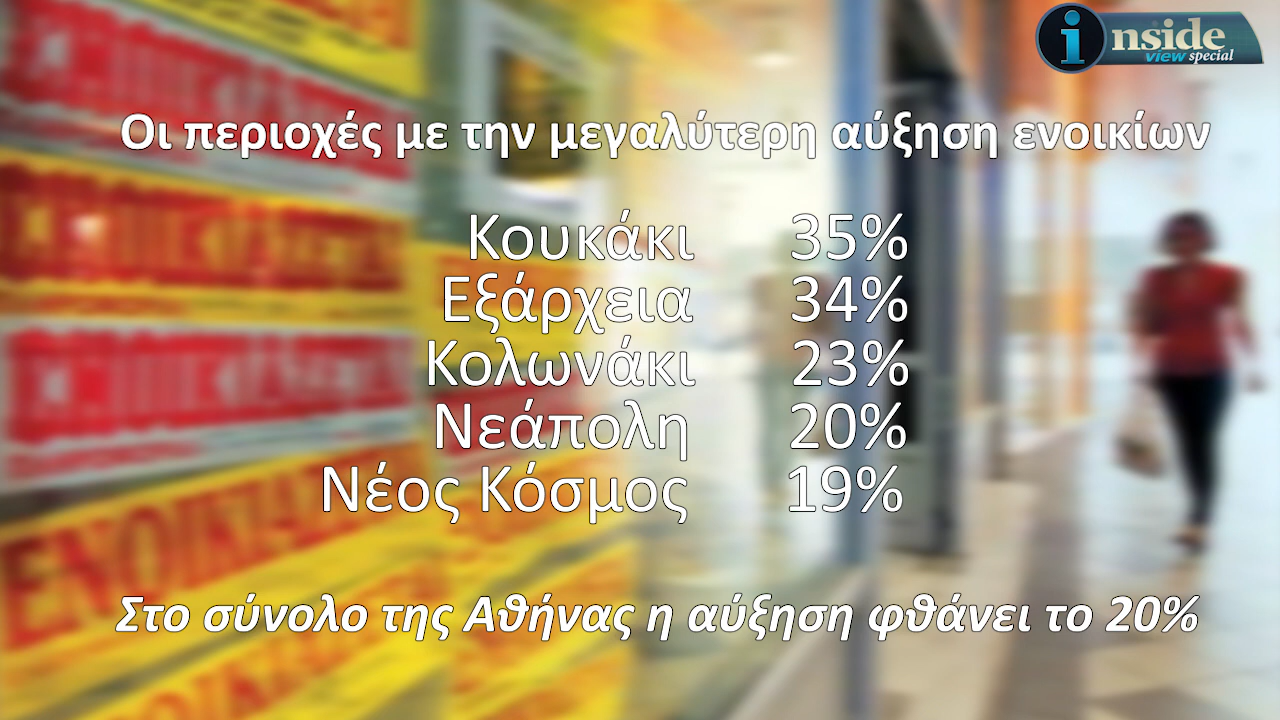 inside
view special
Οι περιοχές με την μεγαλύτερη αύξηση ενοικίων
Κουκάκι 35%
Εξάρχεια 34%
Κολωνάκι 23%
Νεάπολη 20%
Νέος Κόσμος 19%
Στο σύνολο της Αθήνας η αύξηση φθάνει το 20%